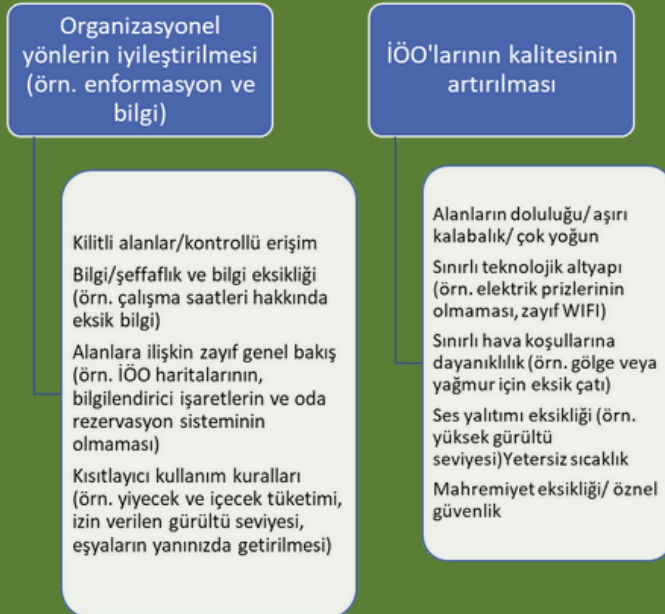 Organizasyonel
yönlerin iyileştirilmesi
(örn. enformasyon ve
bilgi)
Kilitli alanlar/kontrollü erişim
Bilgi/şeffaflık ve bilgi eksikliği
(örn. çalışma saatleri hakkında
eksik bilgi)
Alanlara ilişkin zayıf genel bakış
(örn. İÖO haritalarının,
bilgilendirici işaretlerin ve oda
rezervasyon sisteminin
olmaması)
Kısıtlayıcı kullanım kuralları
(örn. yiyecek ve içecek tüketimi,
izin verilen gürültü seviyesi,
eşyaların yanınızda getirilmesi)
İÖO'larının kalitesinin
artırılması
Alanların doluluğu/ aşırı
kalabalık/ çok yoğun
Sınırlı teknolojik altyapı
(örn. elektrik prizlerinin
olmaması, zayıf WIFI)
Sınırlı hava koşullarına
dayanıklılık (örn. gölge veya
yağmur için eksik çatı)
Ses yalıtımı eksikliği (örn.
yüksek gürültü
seviyesi)Yetersiz sıcaklık
Mahremiyet eksikliği/ öznel
güvenlik